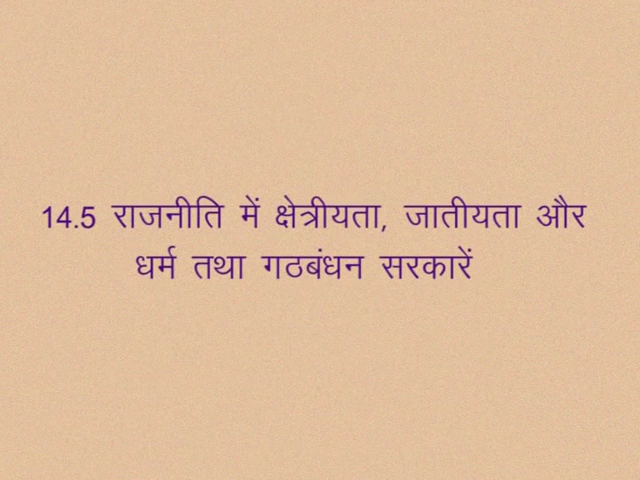 14.5 राजनीति में क्षेत्रीयता, जातीयता और
धर्म तथा गठबंधन सरकारें